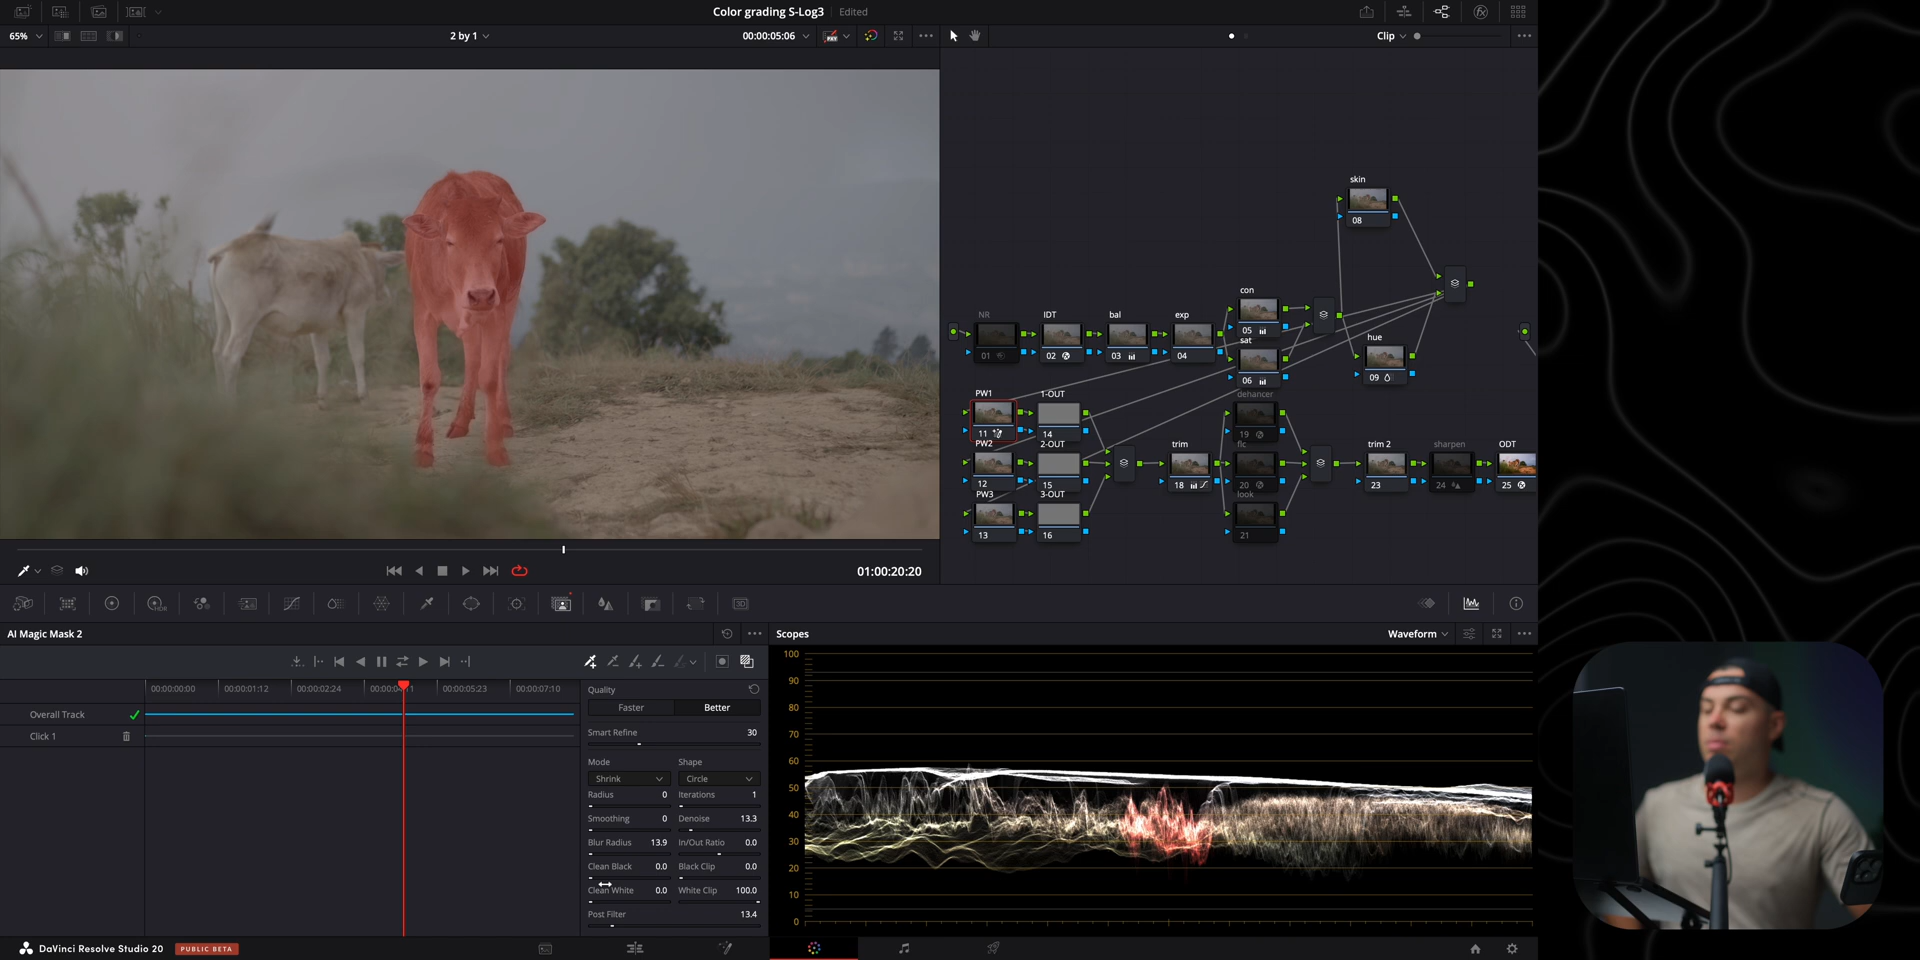 Color grading S-Log3 Edited
65%
2 by 1
00:00:05:06
Clip
skin
08
con
05
NR
IDT
bal
exp
01
02
03
04
sat
06
hue
09
PW1
1-OUT
dehancer
11
14
19
PW2
2-OUT
trim
flc
trim 2
sharpen
ODT
12
15
18
20
23
24
25
PW3
3-OUT
look
13
16
21
01:00:20:20
AI Magic Mask 2
Scopes
Waveform
00:00:00:00
00:00:01:12
00:00:02:24
00:00:05:23
00:00:07:10
Overall Track
Click 1
Quality
Faster
Better
Smart Refine 30
Mode
Shape
Shrink
Circle
Radius 0
Iterations 1
Smoothing 0
Denoise 13.3
Blur Radius 13.9
In/Out Ratio 0.0
Clean Black 0.0
Black Clip 0.0
Clean White 0.0
White Clip 100.0
Post Filter 13.4
100
90
80
70
60
50
40
30
20
10
0
DaVinci Resolve Studio 20
PUBLIC BETA